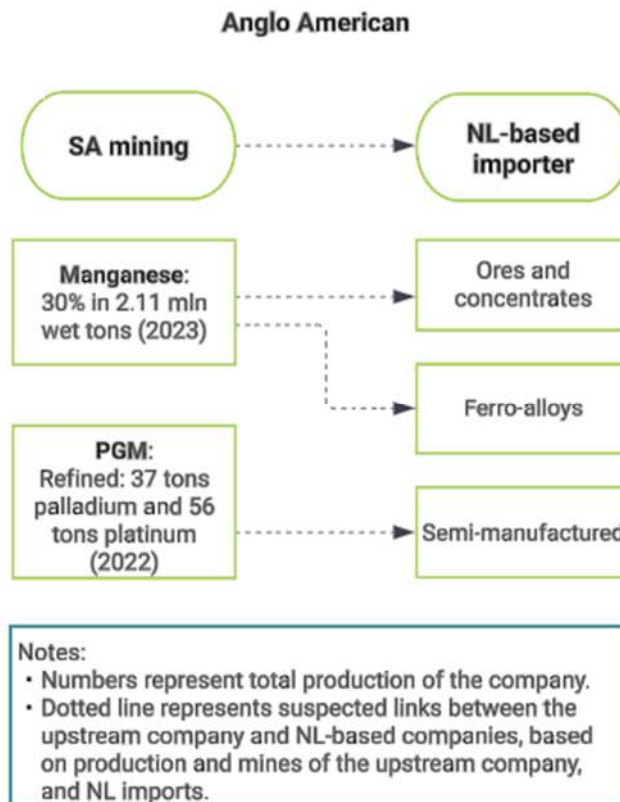 Anglo American
SA mining
NL-based
importer
Manganese:
30% in 2.11 mln
wet tons (2023)
Ores and
concentrates
Ferro-alloys
PGM:
Refined: 37 tons
palladium and 56
tons platinum
(2022)
Semi-manufactured
Notes:
• Numbers represent total production of the company.
• Dotted line represents suspected links between the
upstream company and NL-based companies, based
on production and mines of the upstream company,
and NL imports.